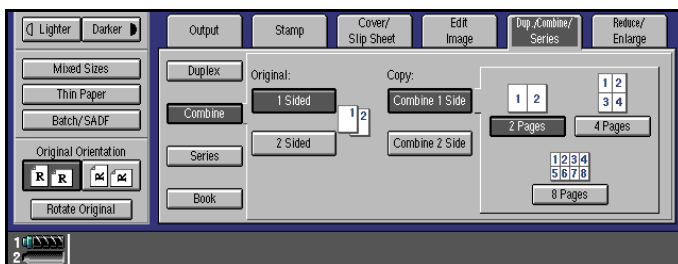 Lighter
Darker
Mixed Sizes
Thin Paper
Batch/SADF
Original Orientation
R R
R R
Rotate Original
Output
Stamp
Cover/
Slip Sheet
Edit
Image
Dup./Combine/
Series
Reduce/
Enlarge
Duplex
Combine
Series
Book
Original:
1 Sided
2 Sided
1 2
Copy:
Combine 1 Side
Combine 2 Side
1 2
2 Pages
1 2
3 4
4 Pages
1 2 3 4
5 6 7 8
8 Pages
1
2